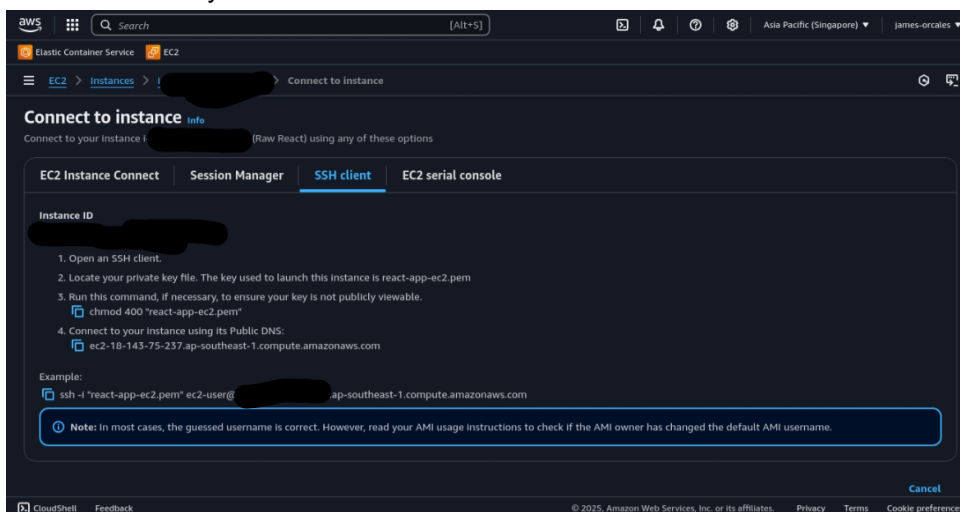 aws
Search [Alt+S]
Asia Pacific (Singapore)
james-orcales
Elastic Container Service EC2
EC2 > Instances > > Connect to instance
Connect to instance Info
Connect to your instance (Raw React) using any of these options
EC2 Instance Connect Session Manager SSH client EC2 serial console
Instance ID
1. Open an SSH client.
2. Locate your private key file. The key used to launch this instance is react-app-ec2.pem
3. Run this command, if necessary, to ensure your key is not publicly viewable.
chmod 400 "react-app-ec2.pem"
4. Connect to your instance using its Public DNS:
ec2-18-143-75-237.ap-southeast-1.compute.amazonaws.com
Example:
ssh -i "react-app-ec2.pem" ec2-user@ .ap-southeast-1.compute.amazonaws.com
Note: In most cases, the guessed username is correct. However, read your AMI usage instructions to check if the AMI owner has changed the default AMI username.
Cancel
CloudShell Feedback © 2025, Amazon Web Services, Inc. or its affiliates. Privacy Terms Cookie preferences